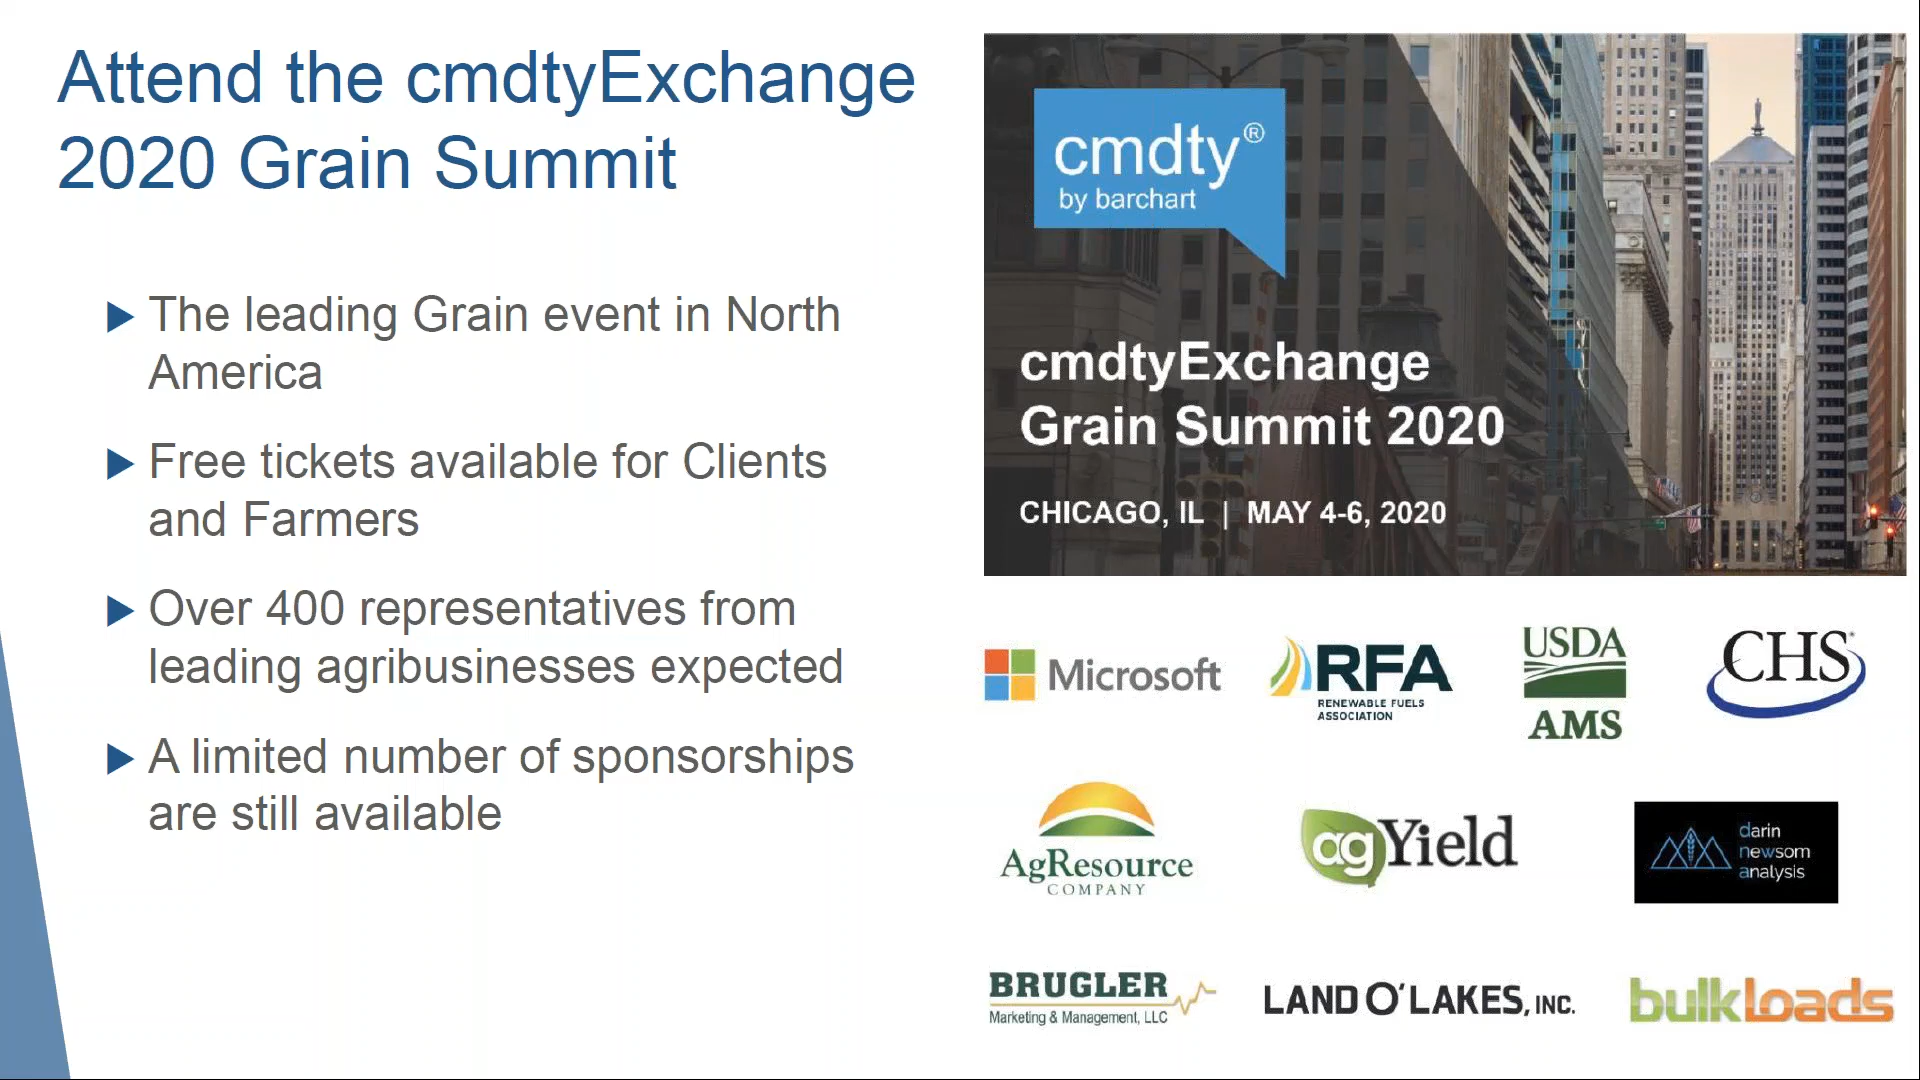 Attend the cmdtyExchange
2020 Grain Summit
The leading Grain event in North
America
Free tickets available for Clients
and Farmers
Over 400 representatives from
leading agribusinesses expected
A limited number of sponsorships
are still available
cmdty®
by barchart
cmdtyExchange
Grain Summit 2020
CHICAGO, IL | MAY 4-6, 2020
Microsoft
RFA
RENEWABLE FUELS
ASSOCIATION
USDA
AMS
CHS
AgResource
COMPANY
agYield
darin
newsom
analysis
BRUGLER
Marketing & Management, LLC
LAND O'LAKES, INC.
bulkloads